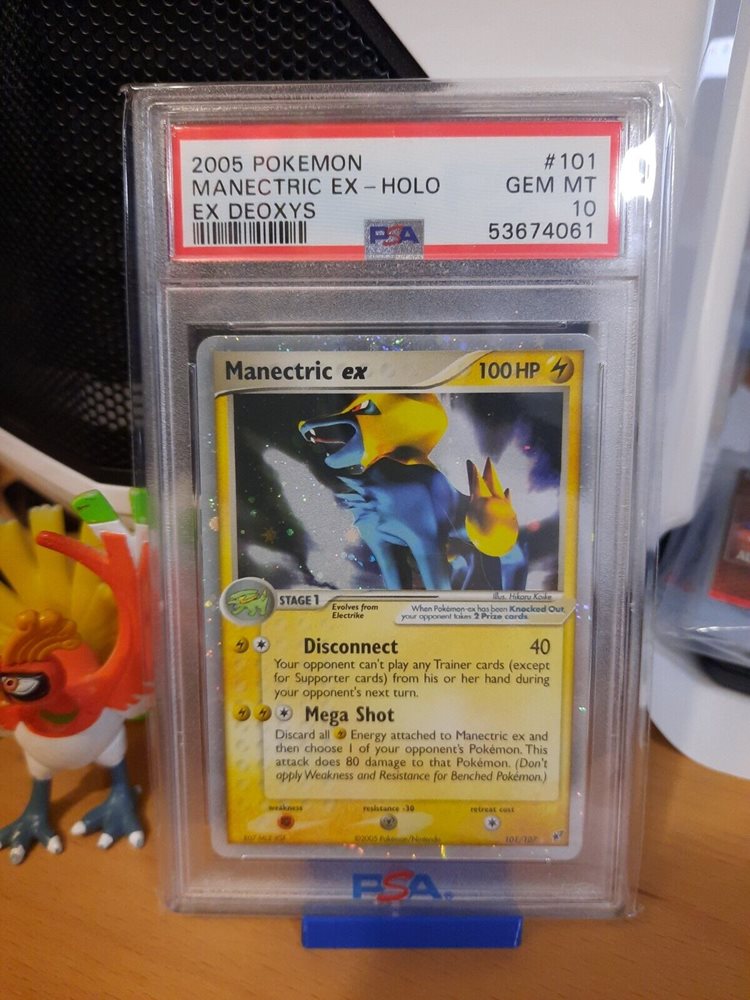 2005 POKEMON #101
MANECTRIC EX - HOLO GEM MT
EX DEOXYS 10
53674061
PSA
Manectric ex 100 HP
Illus. Hikaru Koike
STAGE 1
Evolves from
Electrike
When Pokémon-ex has been Knocked Out,
your opponent takes 2 Prize cards.
Disconnect 40
Your opponent can't play any Trainer cards (except
for Supporter cards) from his or her hand during
your opponent's next turn.
Mega Shot
Discard all Energy attached to Manectric ex and
then choose 1 of your opponent's Pokémon. This
attack does 80 damage to that Pokémon. (Don't
apply Weakness and Resistance for Benched Pokémon.)
weakness resistance -30 retreat cost
©2005 Pokémon/Nintendo 101/107
PSA®